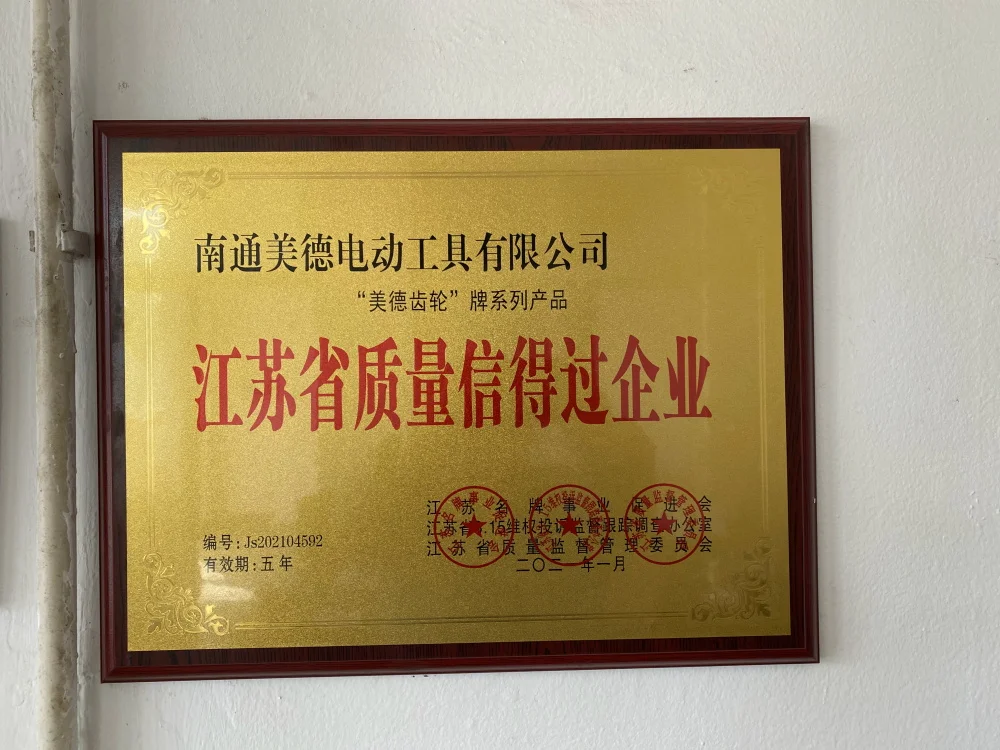 南通美德电动工具有限公司
“美德齿轮”牌系列产品
江苏省质量信得过企业
江苏名牌事业促进会
江苏省3.15维权投诉监督跟踪调查办公室
江苏省质量监督管理委员会
二〇二一年一月
编号:Js202104592
有效期:五年